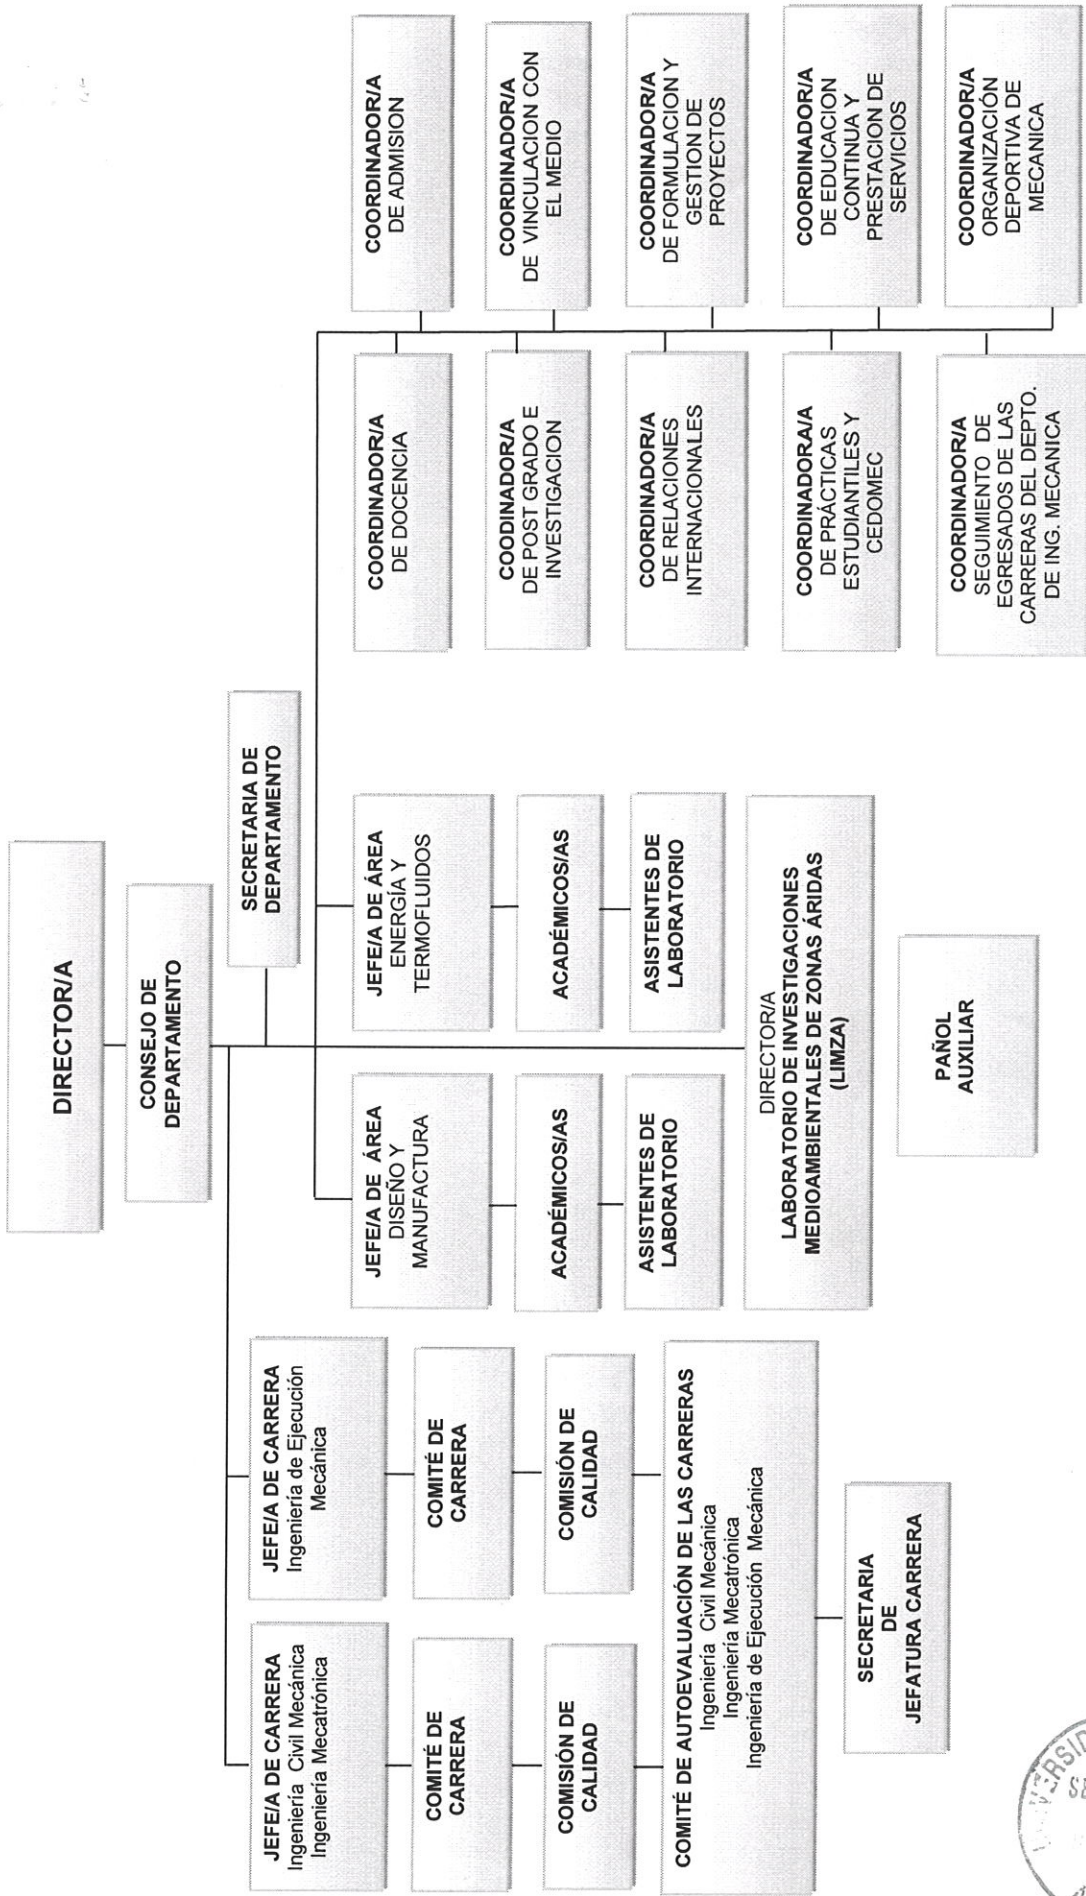 DIRECTOR/A
CONSEJO DE
DEPARTAMENTO
SECRETARIA DE
DEPARTAMENTO
JEFE/A DE CARRERA
Ingeniería Civil Mecánica
Ingeniería Mecatrónica
COMITÉ DE
CARRERA
COMISIÓN DE
CALIDAD
JEFE/A DE CARRERA
Ingeniería de Ejecución
Mecánica
COMITÉ DE
CARRERA
COMISIÓN DE
CALIDAD
COMITÉ DE AUTOEVALUACIÓN DE LAS CARRERAS
Ingeniería Civil Mecánica
Ingeniería Mecatrónica
Ingeniería de Ejecución Mecánica
SECRETARIA
DE
JEFATURA CARRERA
JEFE/A DE ÁREA
DISEÑO Y
MANUFACTURA
ACADÉMICOS/AS
ASISTENTES DE
LABORATORIO
JEFE/A DE ÁREA
ENERGÍA Y
TERMOFLUIDOS
ACADÉMICOS/AS
ASISTENTES DE
LABORATORIO
DIRECTOR/A
LABORATORIO DE INVESTIGACIONES
MEDIOAMBIENTALES DE ZONAS ÁRIDAS
(LIMZA)
PAÑOL
AUXILIAR
COORDINADOR/A
DE DOCENCIA
COODINADOR/A
DE POST GRADO E
INVESTIGACION
COORDINADOR/A
DE RELACIONES
INTERNACIONALES
COORDINADORA/A
DE PRÁCTICAS
ESTUDIANTILES Y
CEDOMEC
COORDINADOR/A
SEGUIMIENTO DE
EGRESADOS DE LAS
CARRERAS DEL DEPTO.
DE ING. MECANICA
COORDINADOR/A
DE ADMISION
COORDINADOR/A
DE VINCULACION CON
EL MEDIO
COORDINADOR/A
DE FORMULACION Y
GESTION DE
PROYECTOS
COORDINADOR/A
DE EDUCACION
CONTINUA Y
PRESTACION DE
SERVICIOS
COORDINADOR/A
ORGANIZACIÓN
DEPORTIVA DE
MECANICA